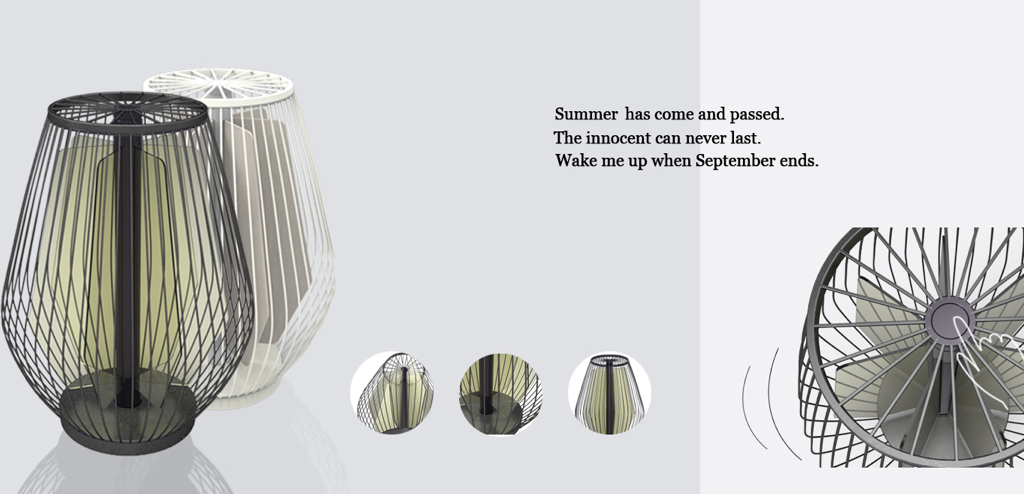 Summer has come and passed.
The innocent can never last.
Wake me up when September ends.